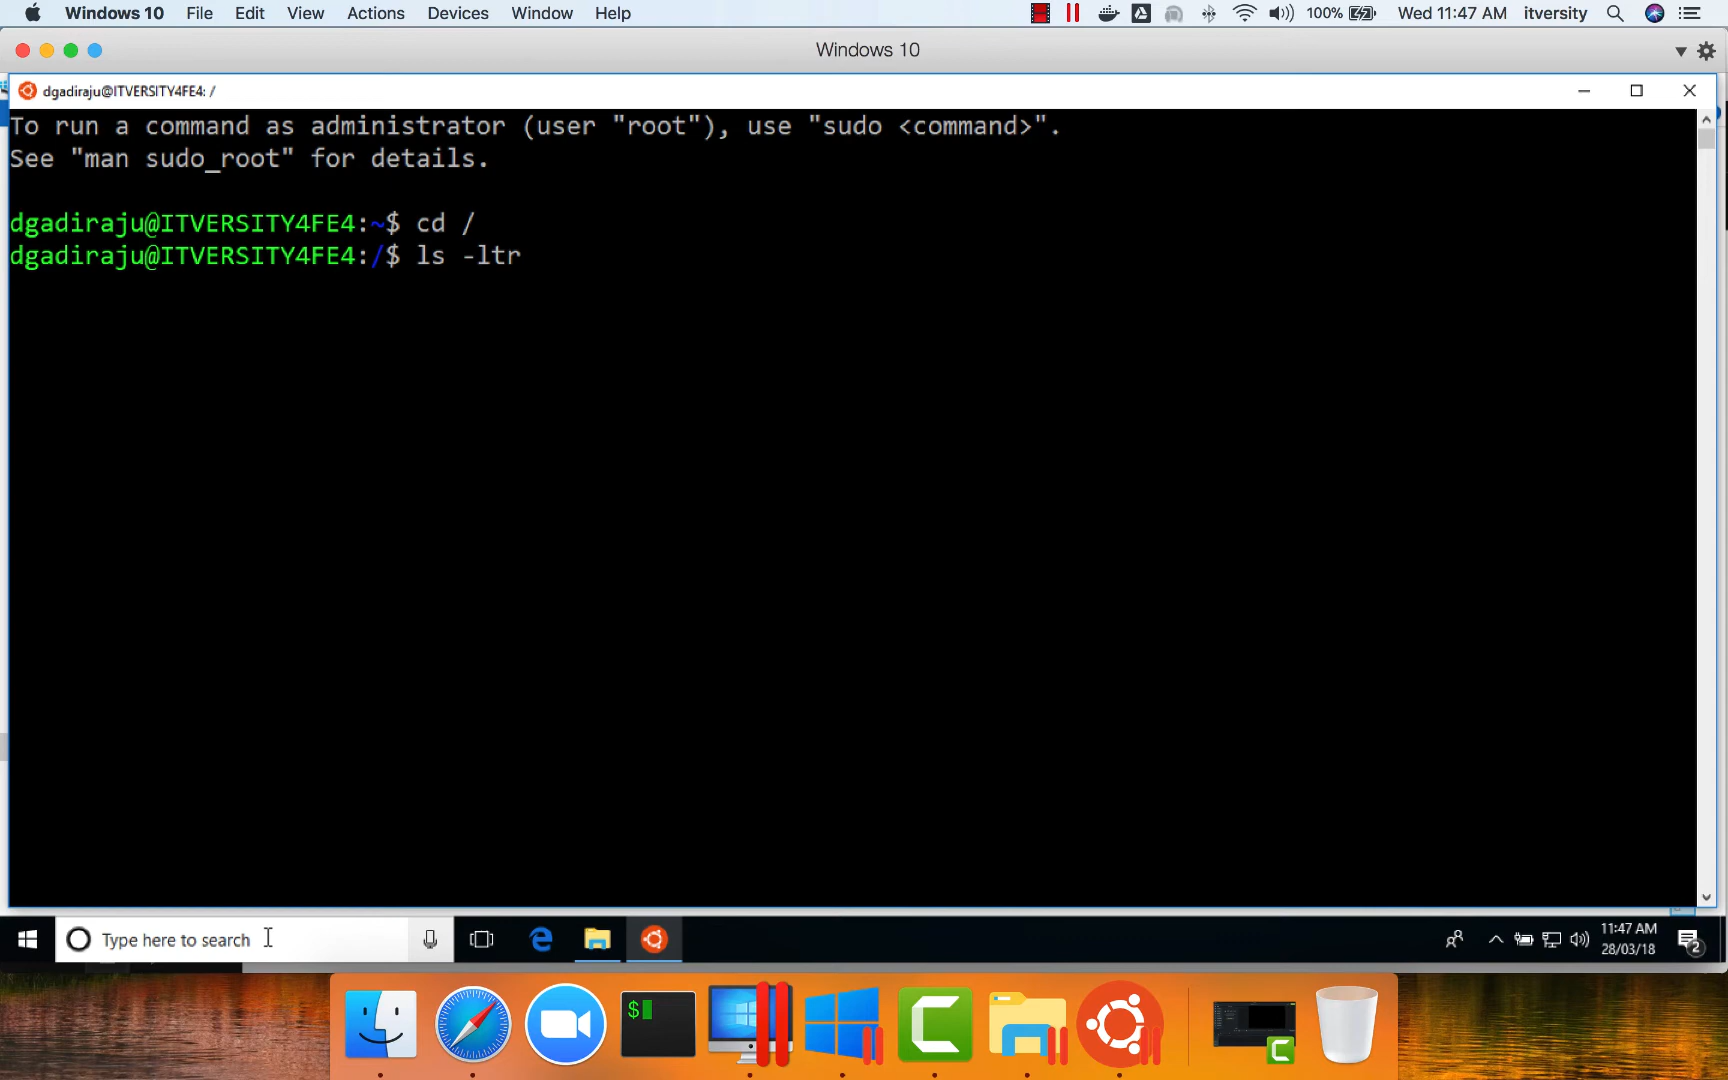 Windows 10 File Edit View Actions Devices Window Help 100% Wed 11:47 AM itversity
Windows 10
dgadiraju@ITVERSITY4FE4: /
To run a command as administrator (user "root"), use "sudo <command>".
See "man sudo_root" for details.
dgadiraju@ITVERSITY4FE4:~$ cd /
dgadiraju@ITVERSITY4FE4:/$ ls -ltr
Type here to search
11:47 AM
28/03/18
2
$